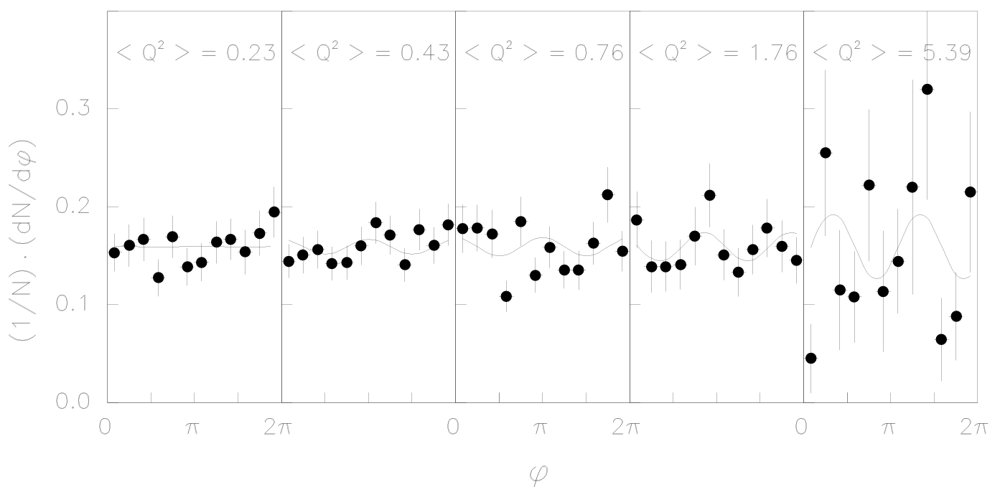 < Q² > = 0.23 < Q² > = 0.43 < Q² > = 0.76 < Q² > = 1.76 < Q² > = 5.39
0.3
0.2
0.1
0.0
(1/N) . (dN/dφ)
0 π 2π 0 π 2π 0 π 2π
φ